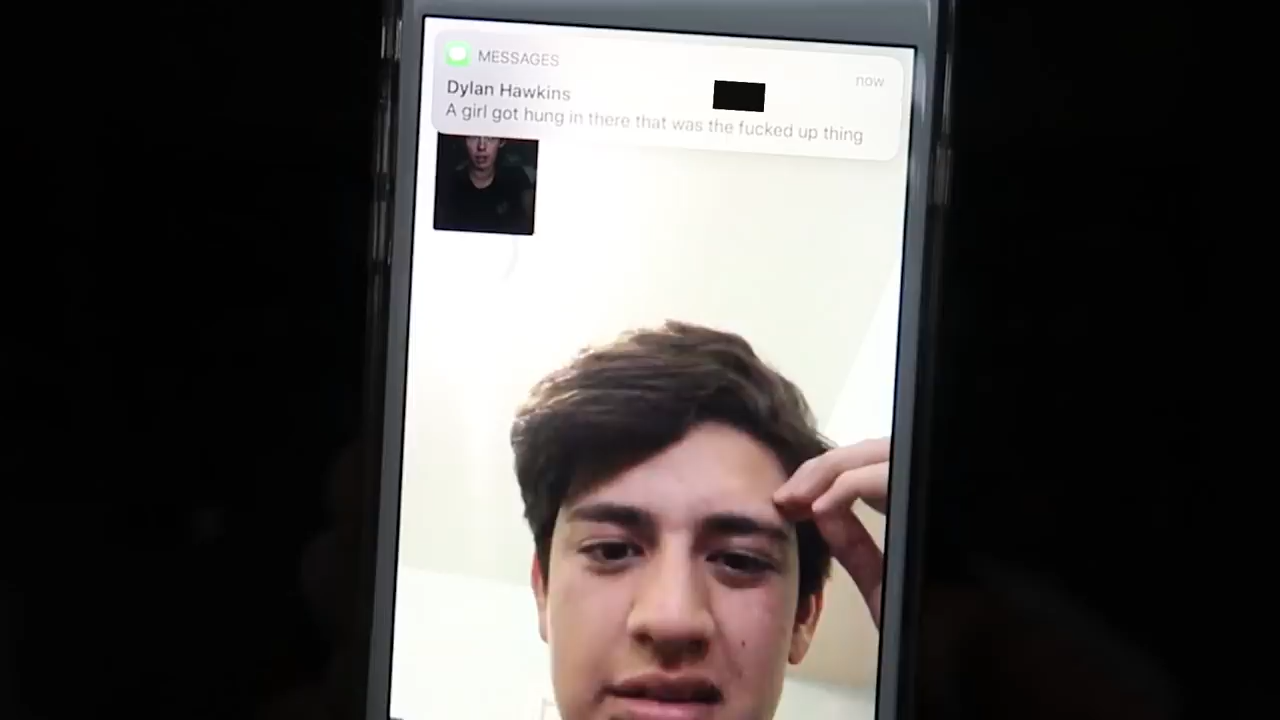 MESSAGES
now
Dylan Hawkins
A girl got hung in there that was the fucked up thing